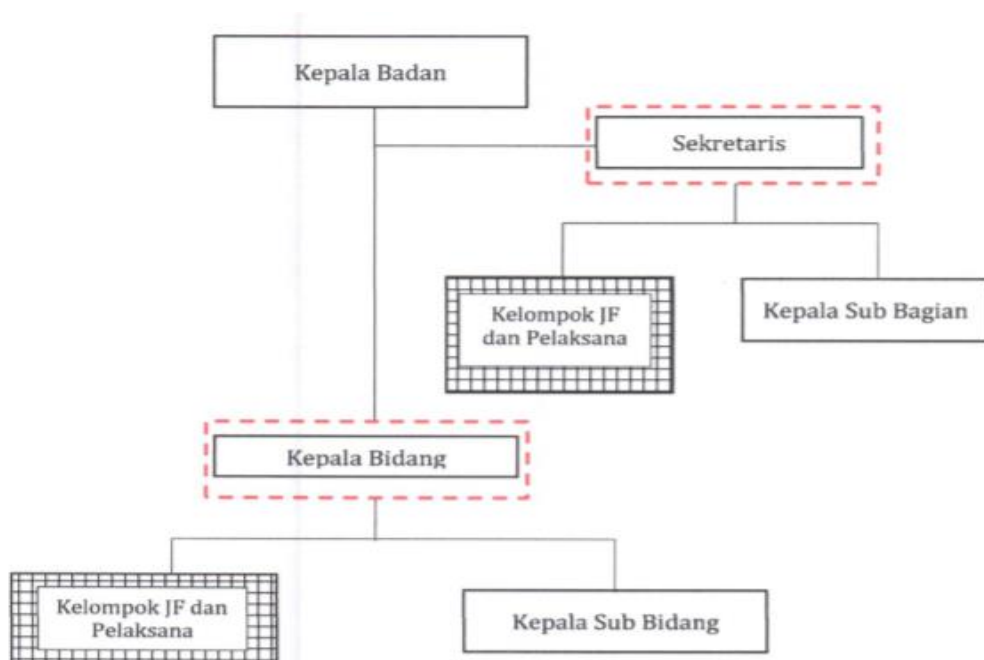 Kepala Badan
Sekretaris
Kelompok JF
dan Pelaksana
Kepala Sub Bagian
Kepala Bidang
Kelompok JF dan
Pelaksana
Kepala Sub Bidang